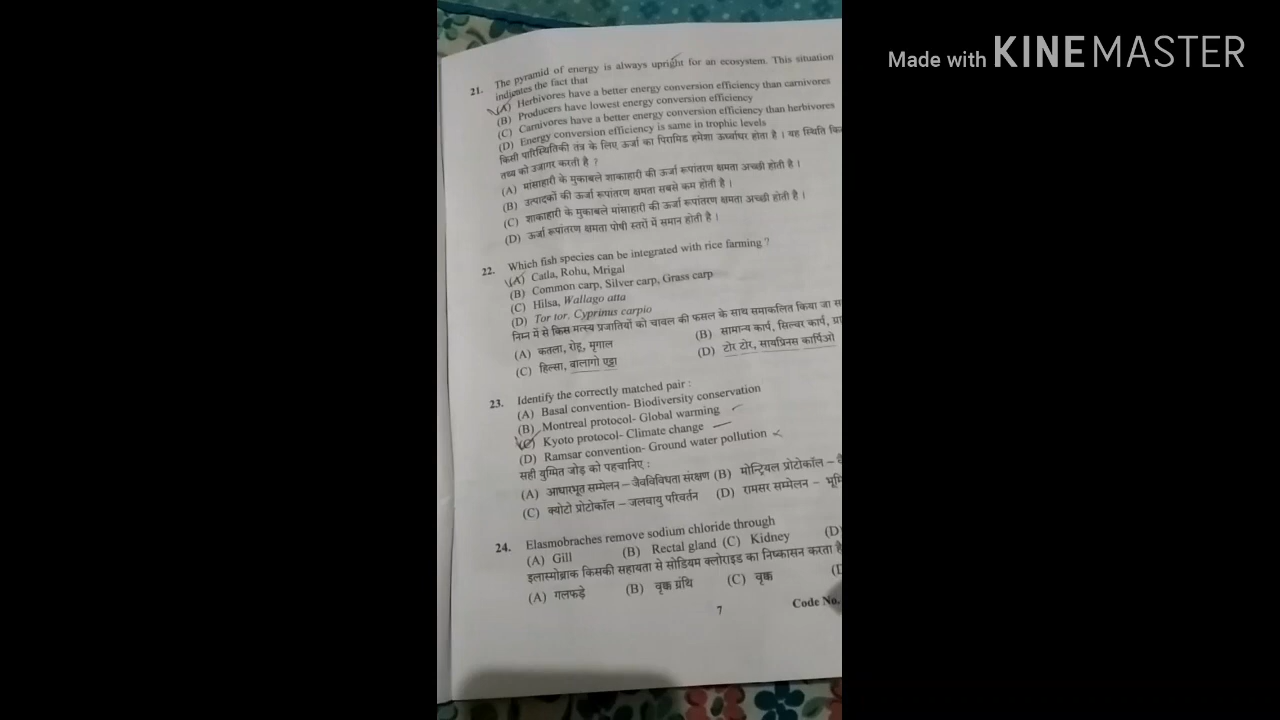 Made with KINEMASTER
21. The pyramid of energy is always upright for an ecosystem. This situation
indicates the fact that
(A) Herbivores have a better energy conversion efficiency than carnivores
(B) Producers have lowest energy conversion efficiency
(C) Carnivores have a better energy conversion efficiency than herbivores
(D) Energy conversion efficiency is same in trophic levels
किसी पारिस्थितिकी तंत्र के लिए ऊर्जा का पिरामिड हमेशा ऊर्ध्वाधर होता है । यह स्थिति
तथ्य को उजागर करती है ?
(A) मांसाहारी के मुकाबले शाकाहारी की ऊर्जा रूपांतरण क्षमता अच्छी होती है ।
(B) उत्पादकों की ऊर्जा रूपांतरण क्षमता सबसे कम होती है ।
(C) शाकाहारी के मुकाबले मांसाहारी की ऊर्जा रूपांतरण क्षमता अच्छी होती है ।
(D) ऊर्जा रूपांतरण क्षमता पोषी स्तरों में समान होती है ।
22. Which fish species can be integrated with rice farming ?
(A) Catla, Rohu, Mrigal
(B) Common carp, Silver carp, Grass carp
(C) Hilsa, Wallago atta
(D) Tor tor. Cyprinus carpio
निम्न में से किस मत्स्य प्रजातियों को चावल की फसल के साथ समाकलित किया जा
(A) कतला, रोहू, मृगाल (B) सामान्य कार्प, सिल्वर कार्प,
(C) हिल्सा, वालागो एट्टा (D) टोर टोर, सायप्रिनस कार्पिओ
23. Identify the correctly matched pair :
(A) Basal convention- Biodiversity conservation
(B) Montreal protocol- Global warming
(C) Kyoto protocol- Climate change
(D) Ramsar convention- Ground water pollution
सही युग्मित जोड़ को पहचानिए :
(A) आधारभूत सम्मेलन – जैवविविधता संरक्षण (B) मोन्ट्रियल प्रोटोकॉल –
(C) क्योटो प्रोटोकॉल – जलवायु परिवर्तन (D) रामसर सम्मेलन –
24. Elasmobraches remove sodium chloride through
(A) Gill (B) Rectal gland (C) Kidney (D)
इलास्मोब्राक किसकी सहायता से सोडियम क्लोराइड का निष्कासन करता है
(A) गलफड़े (B) वृक्क ग्रंथि (C) वृक्क
7 Code No.